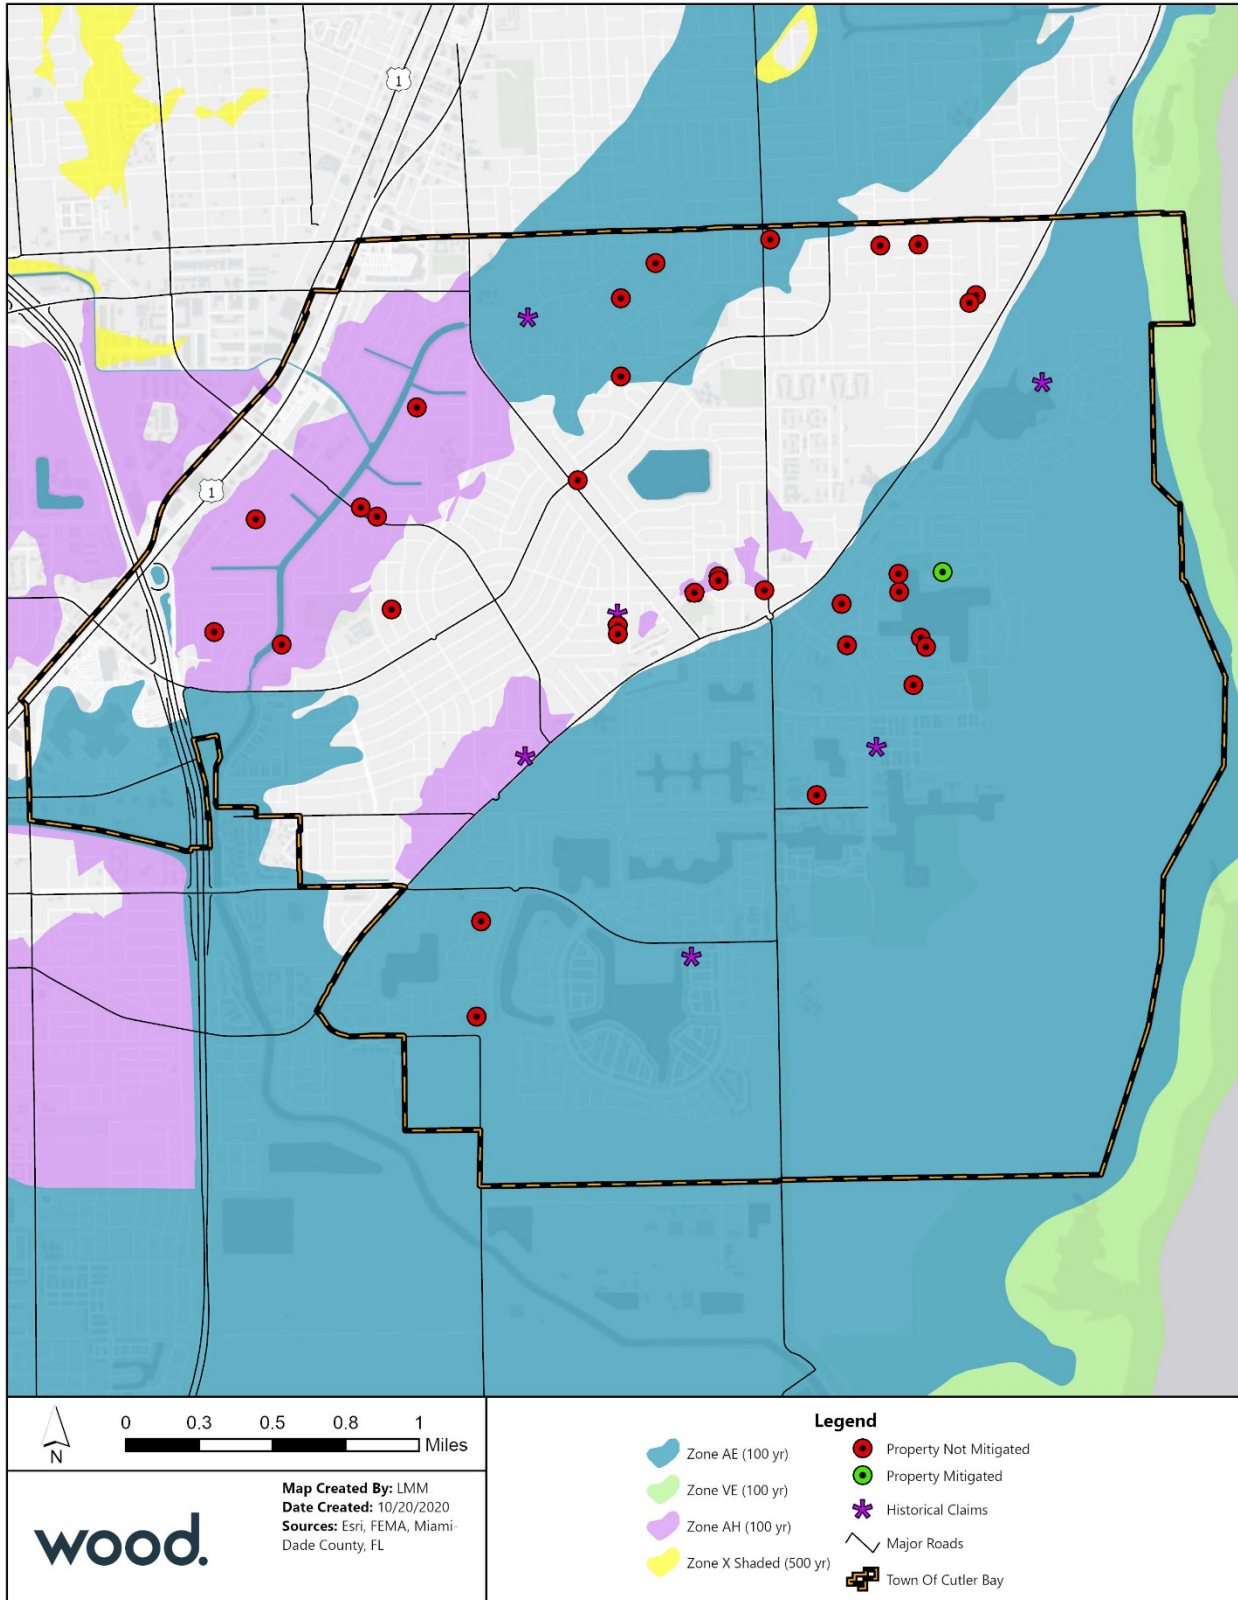 1
1
N
0 0.3 0.5 0.8 1
Miles
wood.
Map Created By: LMM
Date Created: 10/20/2020
Sources: Esri, FEMA, Miami-
Dade County, FL
Legend
Zone AE (100 yr)
Zone VE (100 yr)
Zone AH (100 yr)
Zone X Shaded (500 yr)
Property Not Mitigated
Property Mitigated
Historical Claims
Major Roads
Town Of Cutler Bay